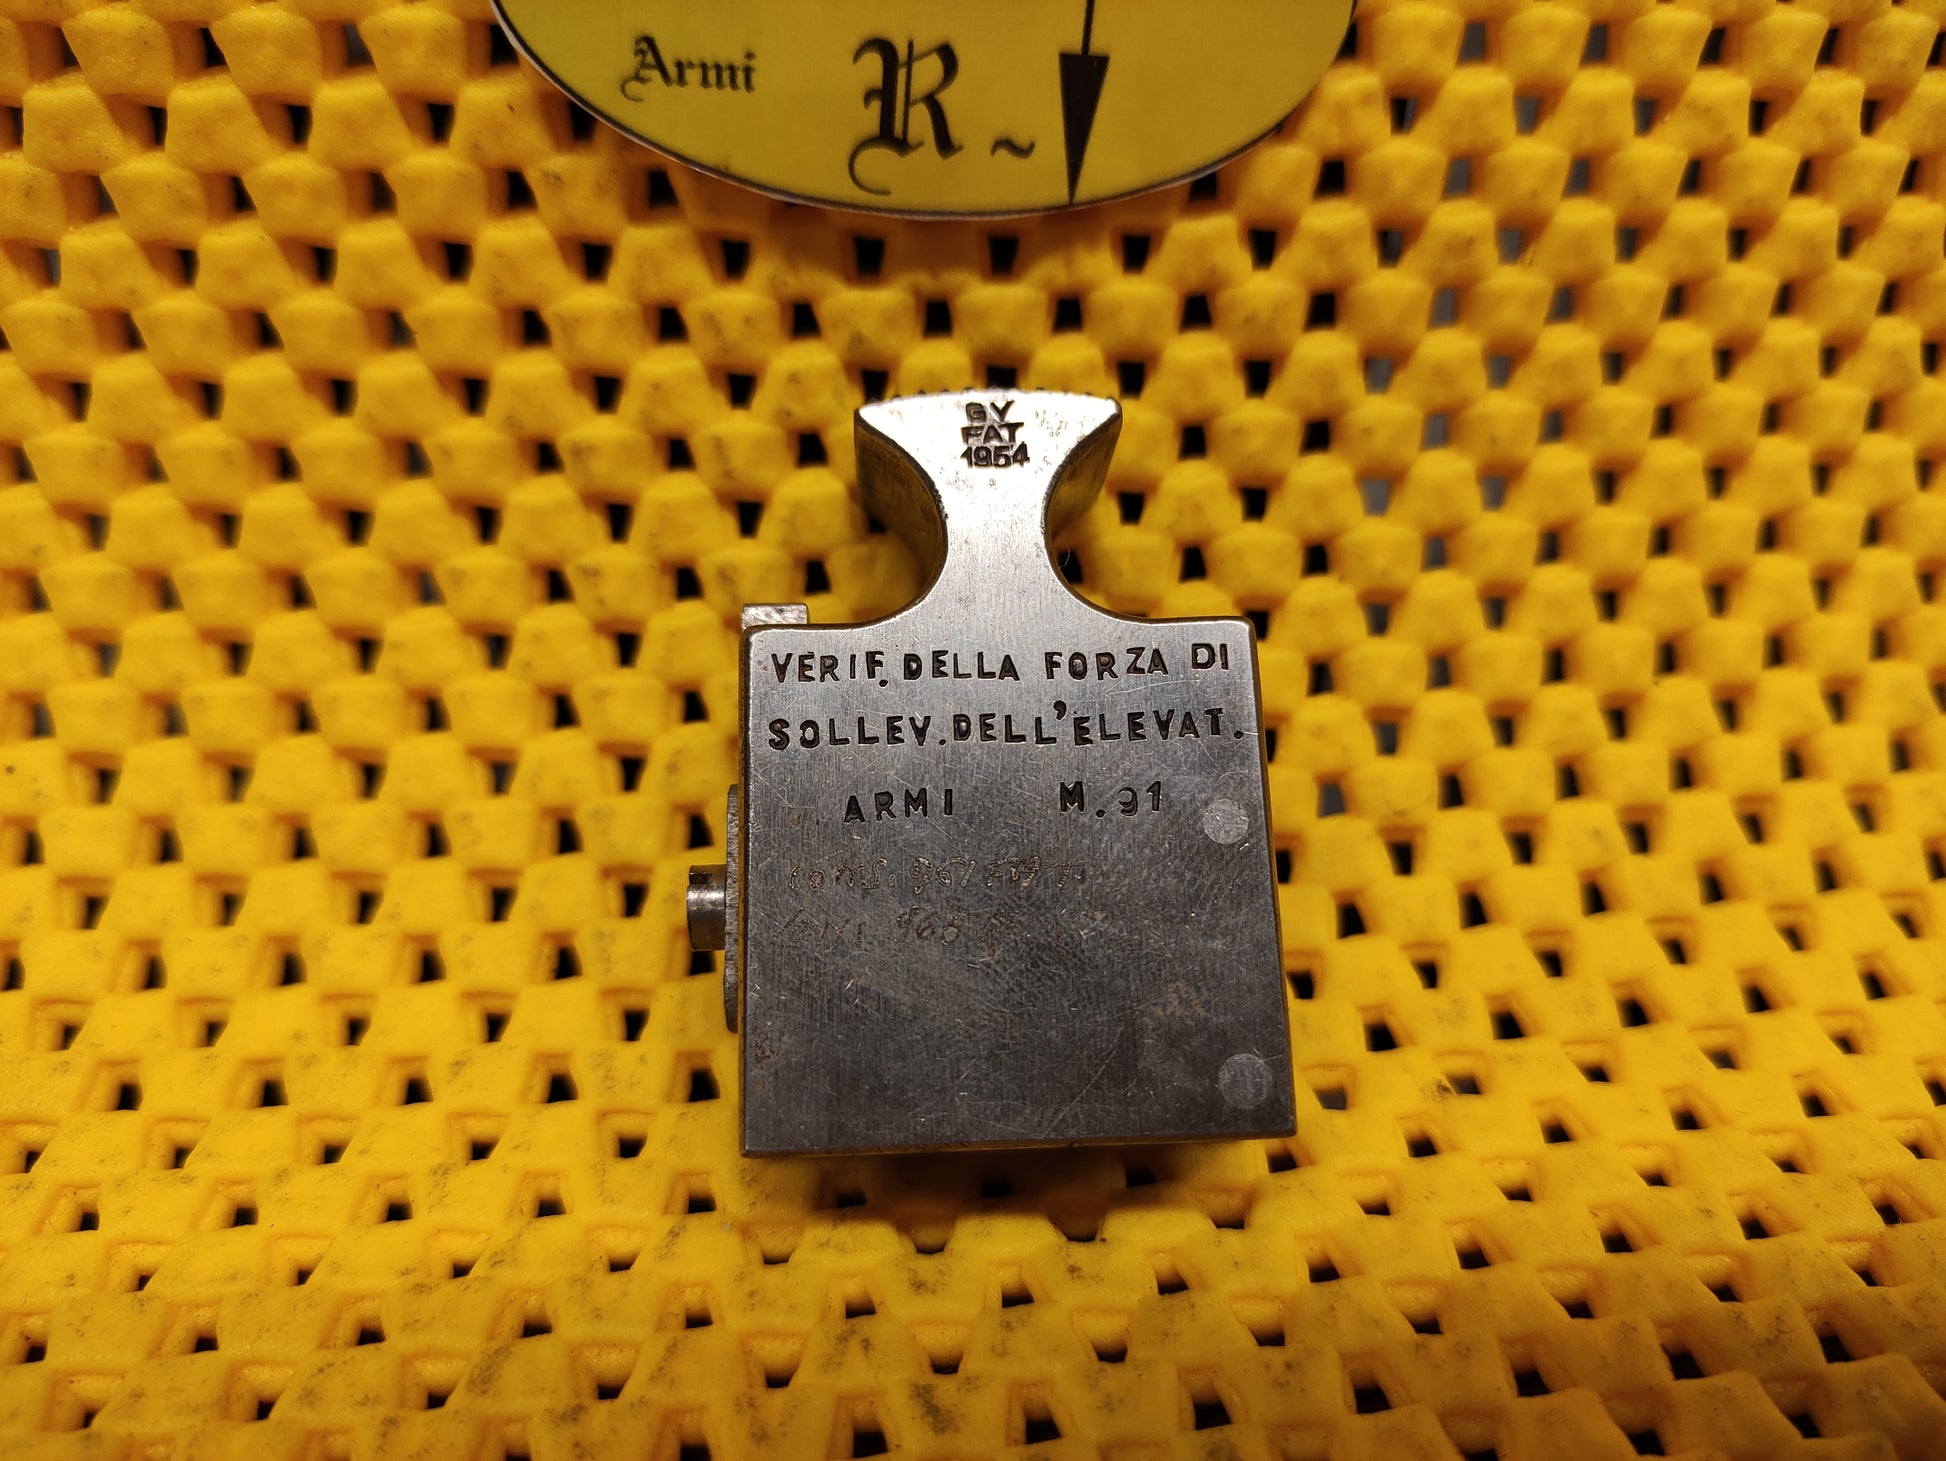 Armi R~
GV
FAT
1954
VERIF. DELLA FORZA DI
SOLLEV. DELL'ELEVAT.
ARMI M.91